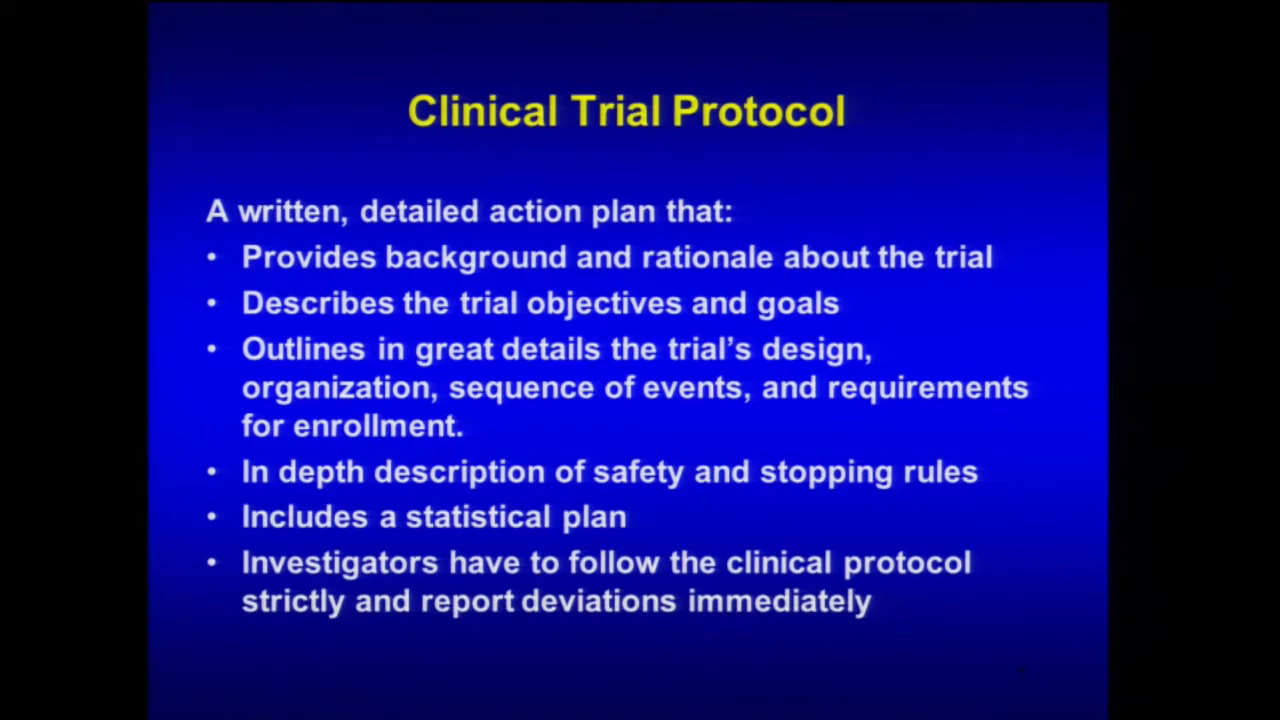 Clinical Trial Protocol
A written, detailed action plan that:
• Provides background and rationale about the trial
• Describes the trial objectives and goals
• Outlines in great details the trial’s design,
organization, sequence of events, and requirements
for enrollment.
• In depth description of safety and stopping rules
• Includes a statistical plan
• Investigators have to follow the clinical protocol
strictly and report deviations immediately